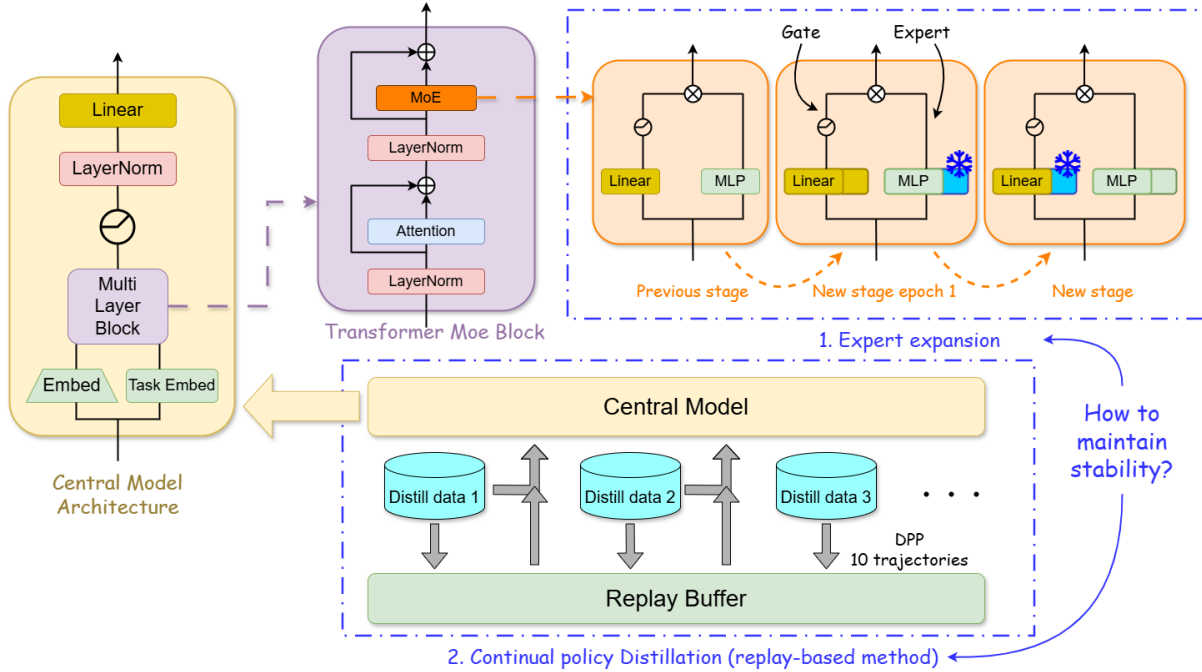 Linear
LayerNorm
Multi
Layer
Block
Embed
Task Embed
Central Model
Architecture
MoE
LayerNorm
Attention
LayerNorm
Transformer Moe Block
Gate
Expert
Linear
MLP
Linear
MLP
Linear
MLP
Previous stage
New stage epoch 1
New stage
1. Expert expansion
How to
maintain
stability?
Central Model
Distill data 1
Distill data 2
Distill data 3
. . .
DPP
10 trajectories
Replay Buffer
2. Continual policy Distillation (replay-based method)